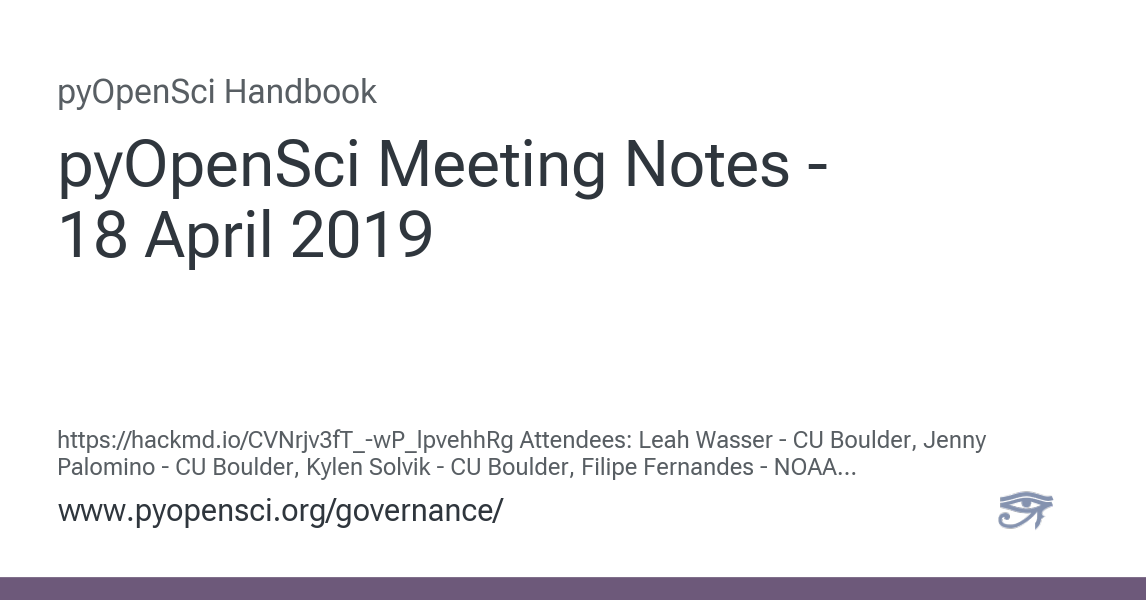 pyOpenSci Handbook
pyOpenSci Meeting Notes -
18 April 2019
https://hackmd.io/CVNrjv3fT_-wP_lpvehhRg Attendees: Leah Wasser - CU Boulder, Jenny
Palomino - CU Boulder, Kylen Solvik - CU Boulder, Filipe Fernandes - NOAA...
www.pyopensci.org/governance/